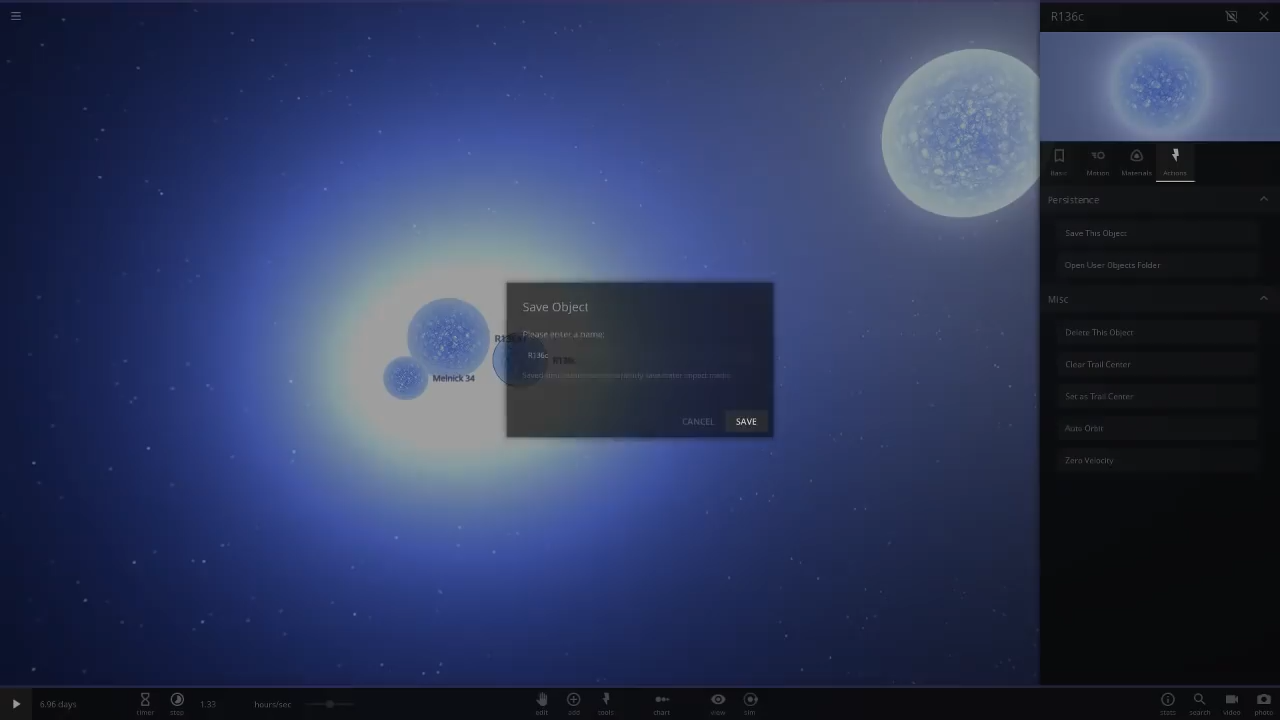 R136c
Basic
Motion
Materials
Actions
Persistence
Save This Object
Open User Objects Folder
Misc
Delete This Object
Clear Trail Center
Set as Trail Center
Auto Orbit
Zero Velocity
Save Object
Please enter a name:
R136c
CANCEL
SAVE
Melnick 34
6.96 days
timer
step
1.33
hours/sec
edit
add
tools
chart
view
sim
stats
search
video
photo